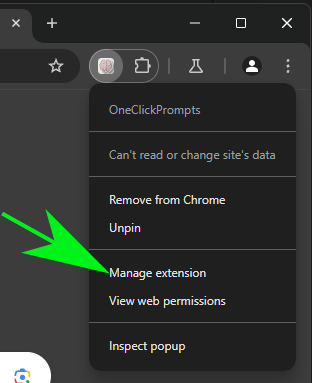 OneClickPrompts
Can't read or change site's data
Remove from Chrome
Unpin
Manage extension
View web permissions
Inspect popup